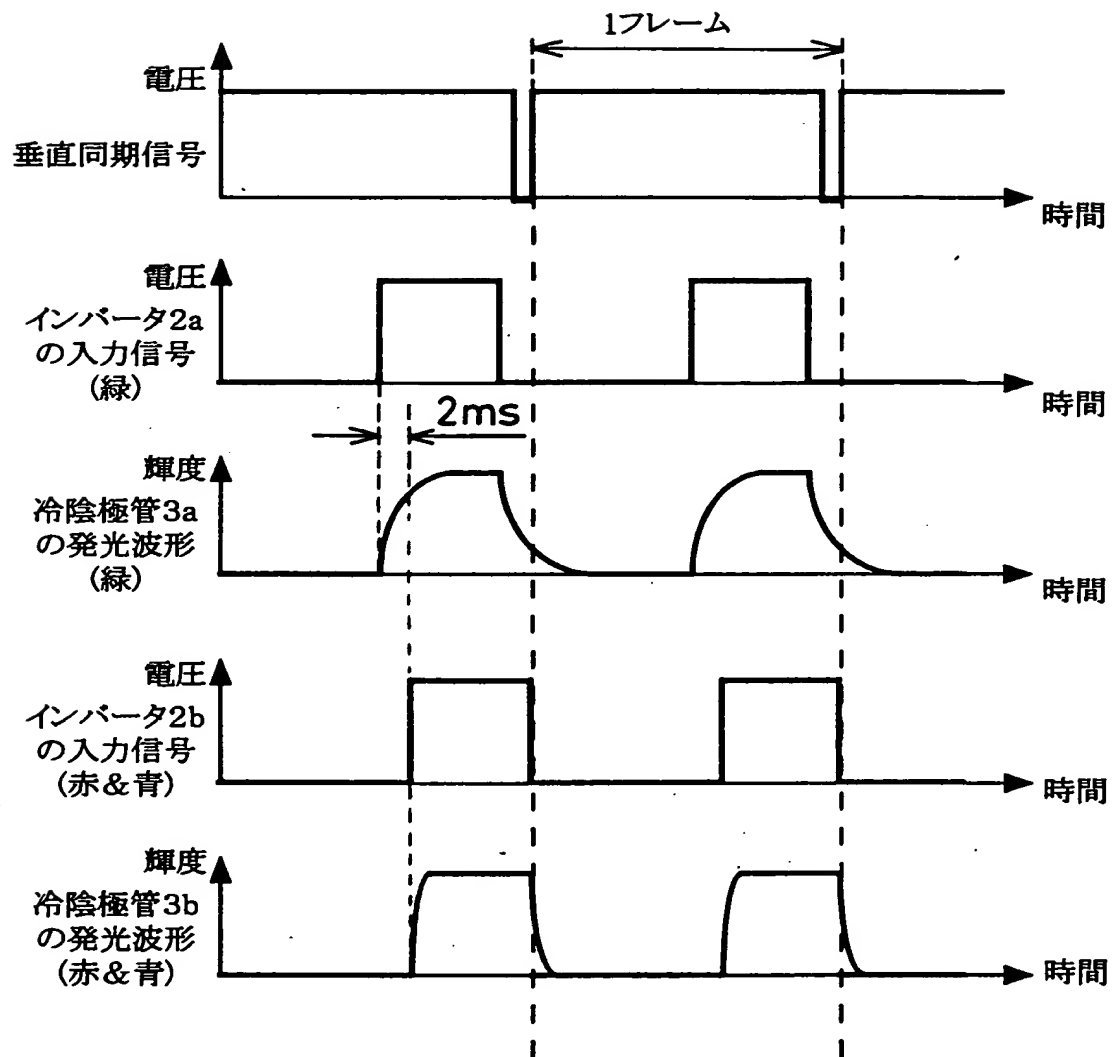 1フレーム
電圧
垂直同期信号
時間
電圧
インバータ2a
の入力信号
(緑)
時間
2ms
輝度
冷陰極管3a
の発光波形
(緑)
時間
電圧
インバータ2b
の入力信号
(赤&青)
時間
輝度
冷陰極管3b
の発光波形
(赤&青)
時間